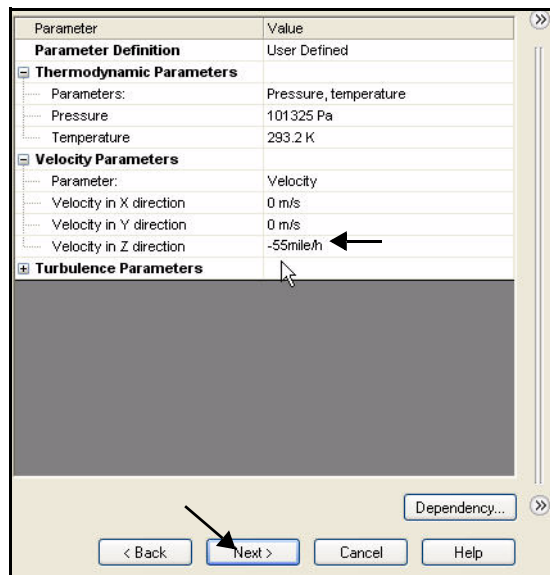 Parameter Value
Parameter Definition User Defined
Thermodynamic Parameters
Parameters: Pressure, temperature
Pressure 101325 Pa
Temperature 293.2 K
Velocity Parameters
Parameter: Velocity
Velocity in X direction 0 m/s
Velocity in Y direction 0 m/s
Velocity in Z direction -55mile/h
Turbulence Parameters
Dependency...
< Back Next > Cancel Help